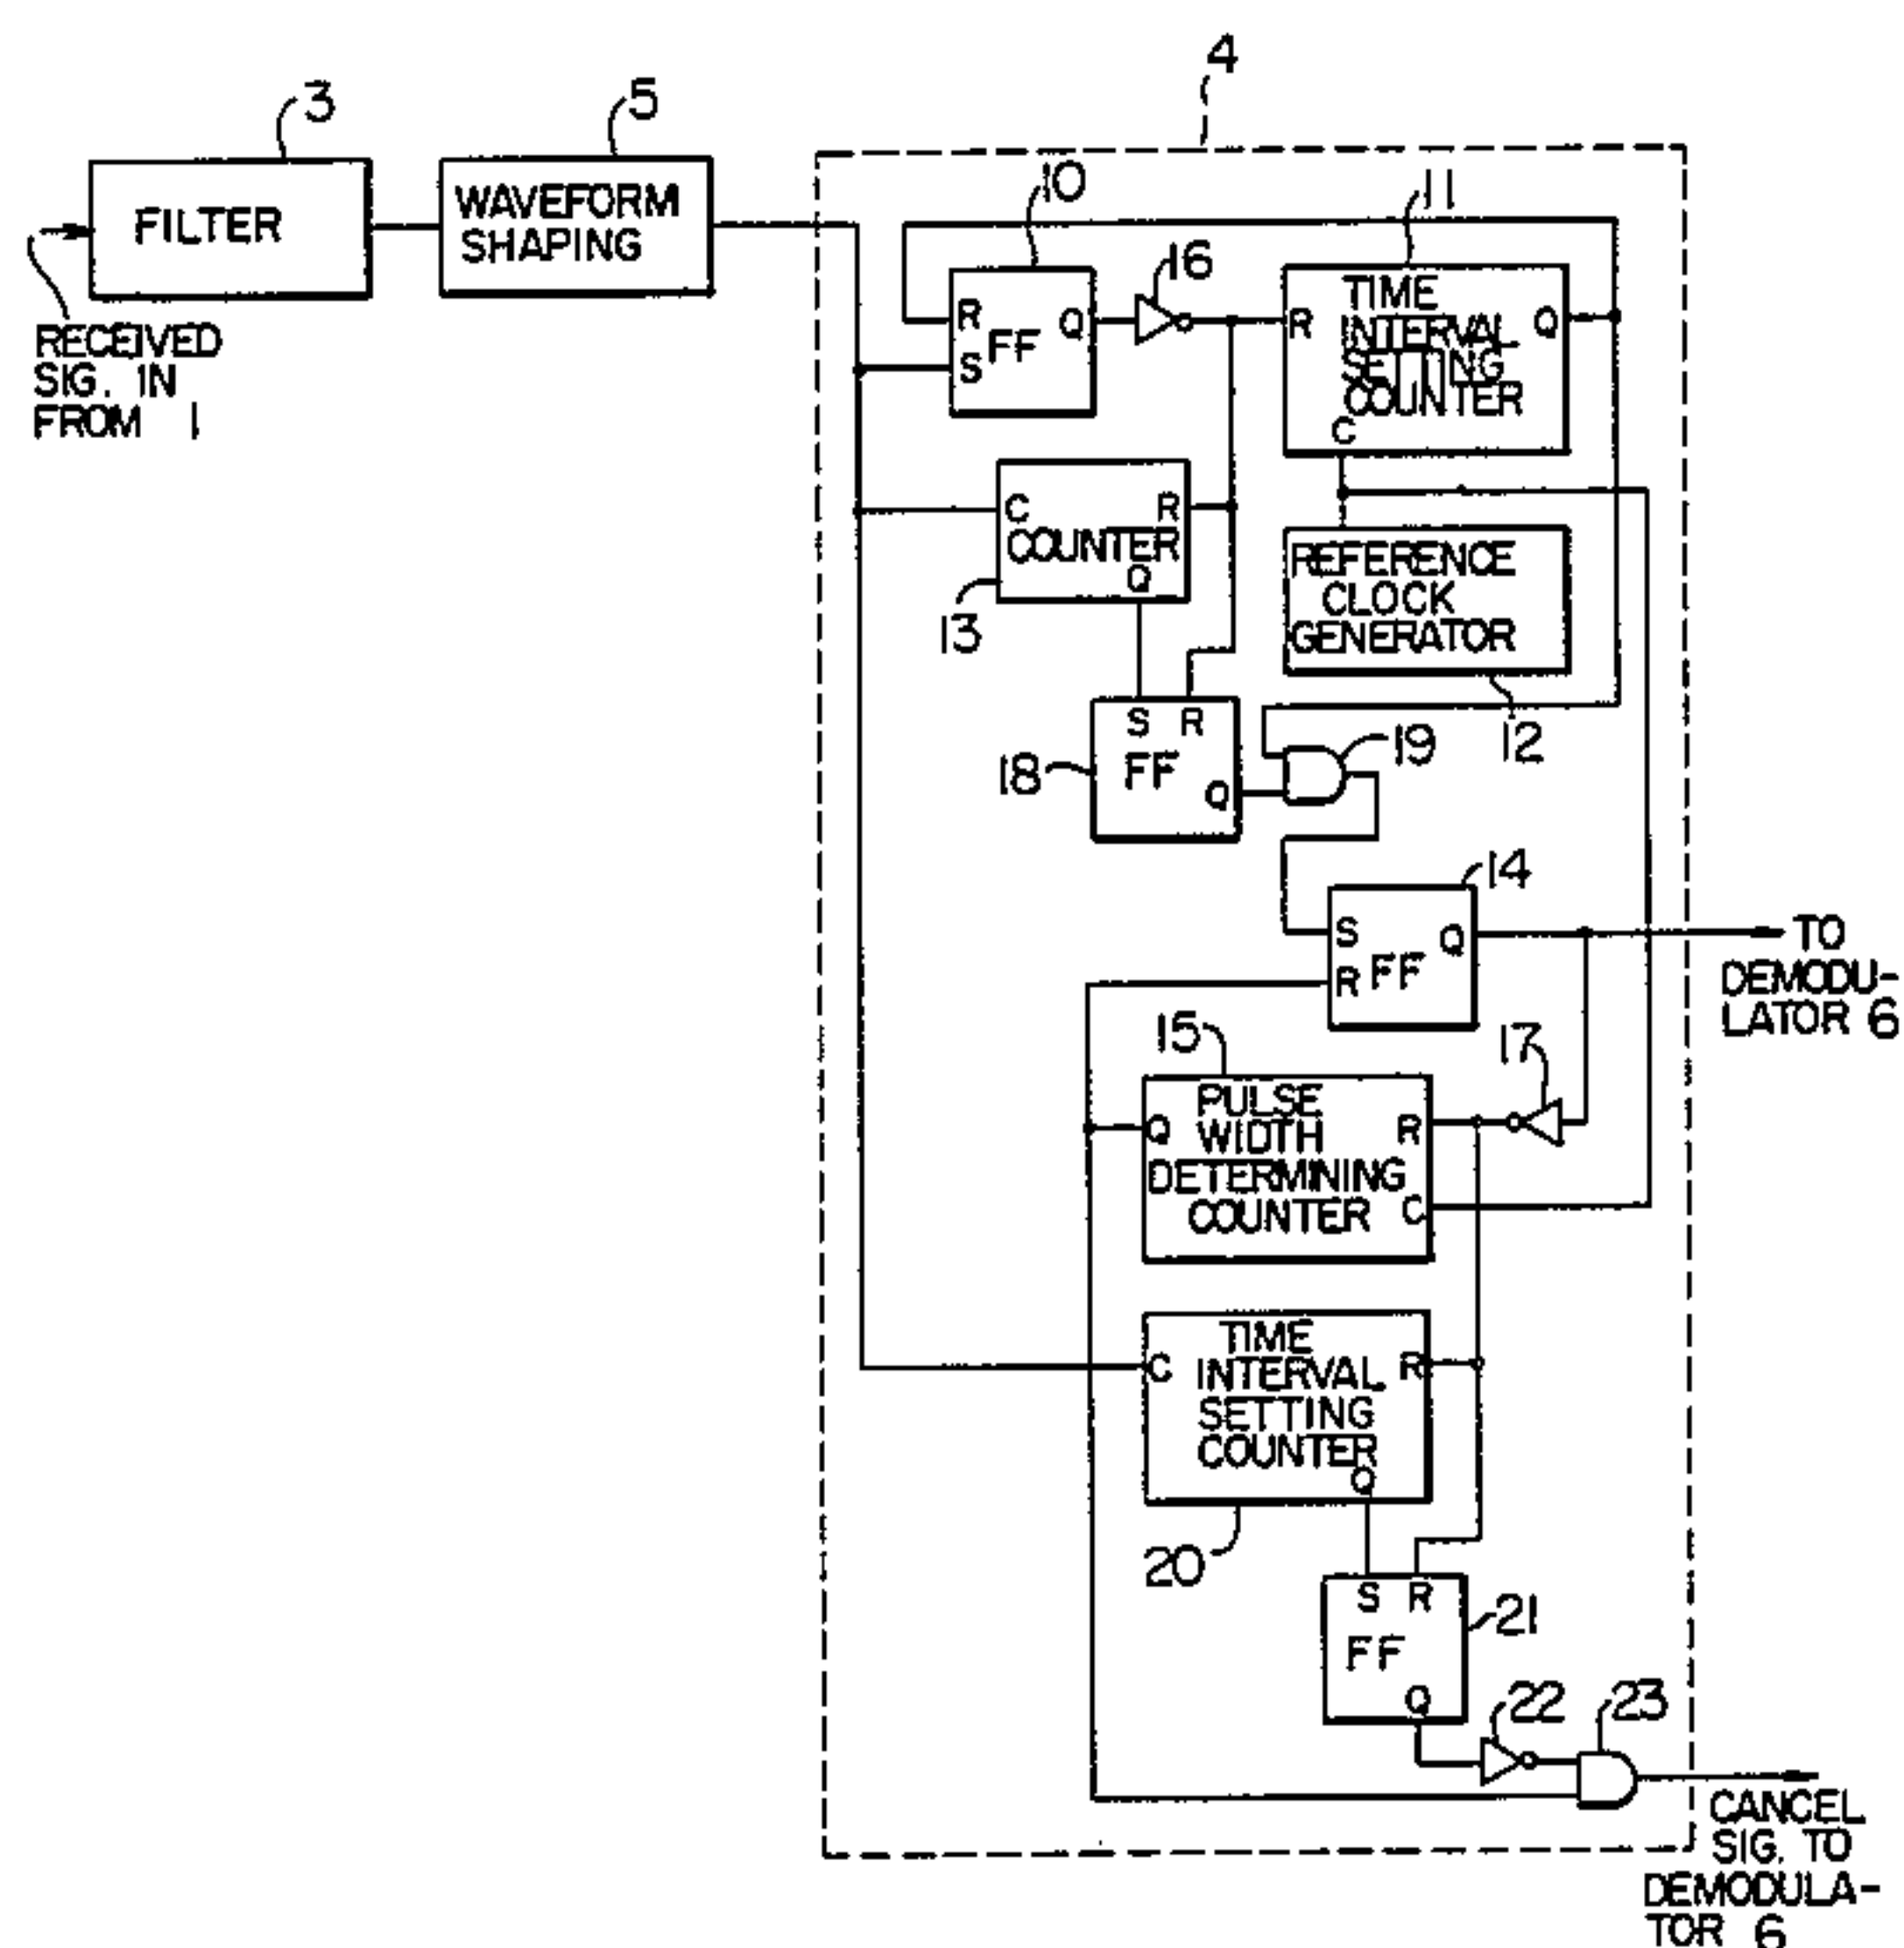 4
3
5
10
11
FILTER
WAVEFORM
SHAPING
16
RECEIVED
SIG. IN
FROM 1
R
S
FF
Q
R
TIME
INTERVAL
SETTING
COUNTER
Q
C
C
R
COUNTER
Q
13
REFERENCE
CLOCK
GENERATOR
12
S R
FF
Q
18
19
14
S
R
FF
Q
TO
DEMODU-
LATOR 6
15
17
PULSE
WIDTH
DETERMINING
COUNTER
Q
R
C
TIME
INTERVAL
SETTING
COUNTER
C
R
Q
20
S R
FF
Q
21
22
23
CANCEL
SIG. TO
DEMODULA-
TOR 6